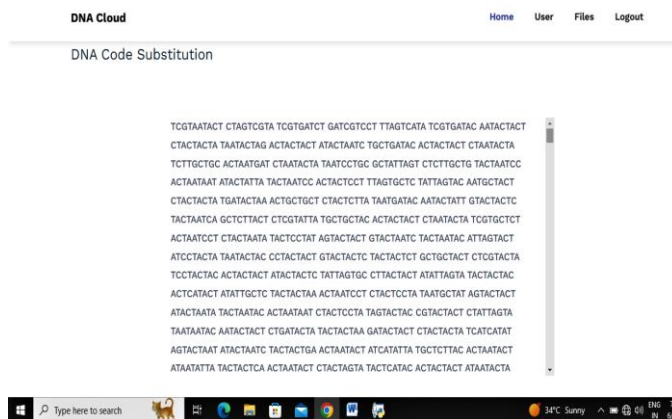 DNA Cloud
Home User Files Logout
DNA Code Substitution
TCGTAATACT CTAGTCGTA TCGTGATCT GATCGTCCT TTAGTCATA TCGTGATAC AATACTACT
CTACTACTA TAATACTAG ACTACTACT ATACTAATC TGCTGATAC ACTACTACT CTAATACTA
TCTTGCTGC ACTAATGAT CTAATACTA TAATCCTGC GCTATTAGT CTCTTGCTG TACTAATCC
ACTAATAAT ATACTATTA TACTAATCC ACTACTCCT TTAGTGCTC TATTAGTAC AATGCTACT
CTACTACTA TGATACTAA ACTGCTGCT CTACTCTTA TAATGATAC AATACTATT GTACTACTC
TACTAATCA GCTCTTACT CTCGTATTA TGCTGCTAC ACTACTACT CTAATACTA TCGTGCTCT
ACTAATCCT CTACTAATA TACTCCTAT AGTACTACT GTACTAATC TACTAATAC ATTAGTACT
ATCCTACTA TAATACTAC CCTACTACT GTACTACTC TACTACTCT GCTGCTACT CTCGTACTA
TCCTACTAC ACTACTACT ATACTACTC TATTAGTGC CTTACTACT ATATTAGTA TACTACTAC
ACTCATACT ATATTGCTC TACTACTAA ACTAATCCT CTACTCCTA TAATGCTAT AGTACTACT
ATACTAATA TACTAATAC ACTAATAAT CTACTCCTA TAGTACTAC CGTACTACT CTATTAGTA
TAATAATAC AATACTACT CTGATACTA TACTACTAA GATACTACT CTACTACTA TCATCATAT
AGTACTAAT ATACTAATC TACTACTGA ACTAATACT ATCATATTA TGCTCTTAC ACTAATACT
ATAATATTA TACTACTCA ACTAATACT CTACTAGTA TACTCATAC ACTACTACT ATAATACTA
Type here to search
34°C Sunny
ENG
IN